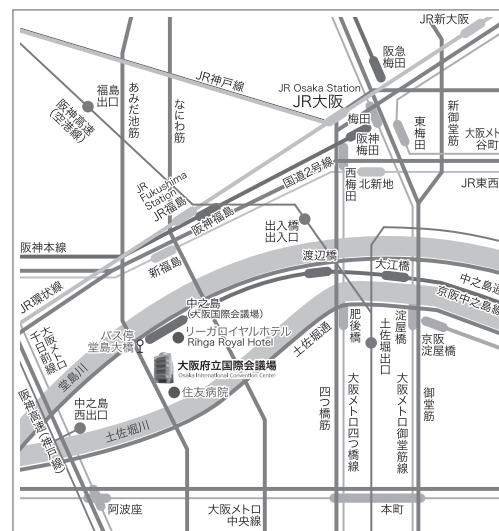 JR新大阪
阪急
梅田
JR神戸線
JR Osaka Station
JR大阪
福島
出口
阪神高速
(空港線)
あみだ池筋
なにわ筋
梅田
阪神
梅田
東梅田
新御堂筋
大阪メトロ
谷町
国道2号線
西梅田
北新地
JR東西
JR
Fukushima
Station
JR福島
阪神福島
出入橋
出入口
阪神本線
新福島
渡辺橋
大江橋
JR環状線
中之島
(大阪国際会議場)
中之島通
京阪中之島線
大阪メトロ
千日前線
バス停
堂島大橋
リーガロイヤルホテル
Ringa Royal Hotel
土佐堀通
肥後橋
土佐堀出口
淀屋橋
京阪
淀屋橋
大阪府立国際会議場
Osaka International Convention Center
堂島川
住友病院
阪神高速(神戸線)
中之島
西出口
土佐堀川
四つ橋筋
大阪メトロ四つ橋線
大阪メトロ御堂筋線
御堂筋
阿波座
大阪メトロ
中央線
本町